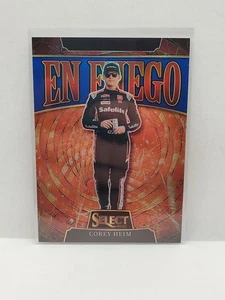 EN FUEGO
Safelite
SELECT
COREY HEIM